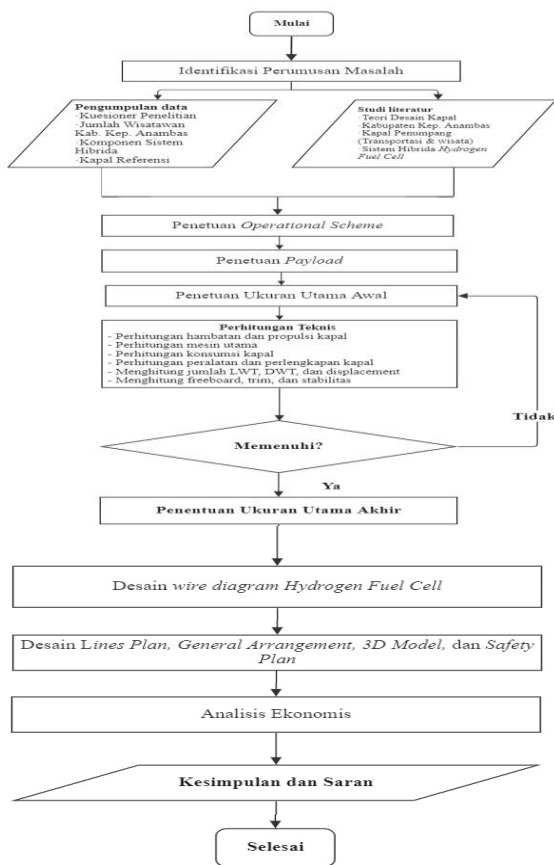 Mulai
Identifikasi Perumusan Masalah
Pengumpulan data
·Kuesioner Penelitian
·Jumlah Wisatawan
Kab. Kep. Anambas
·Komponen Sistem
Hibrida
·Kapal Referensi
Studi literatur
·Teori Desain Kapal
·Kabupaten Kep. Anambas
·Kapal Penumpang
(Transportasi & wisata)
·Sistem Hibrida Hydrogen
Fuel Cell
Penetuan Operational Scheme
Penetuan Payload
Penetuan Ukuran Utama Awal
Perhitungan Teknis
- Perhitungan hambatan dan propulsi kapal
- Perhitungan mesin utama
- Perhitungan konsumsi kapal
- Perhitungan peralatan dan perlengkapan kapal
- Menghitung jumlah LWT, DWT, dan displacement
- Menghitung freeboard, trim, dan stabilitas
Tidak
Memenuhi?
Ya
Penentuan Ukuran Utama Akhir
Desain wire diagram Hydrogen Fuel Cell
Desain Lines Plan, General Arrangement, 3D Model, dan Safety
Plan
Analisis Ekonomis
Kesimpulan dan Saran
Selesai